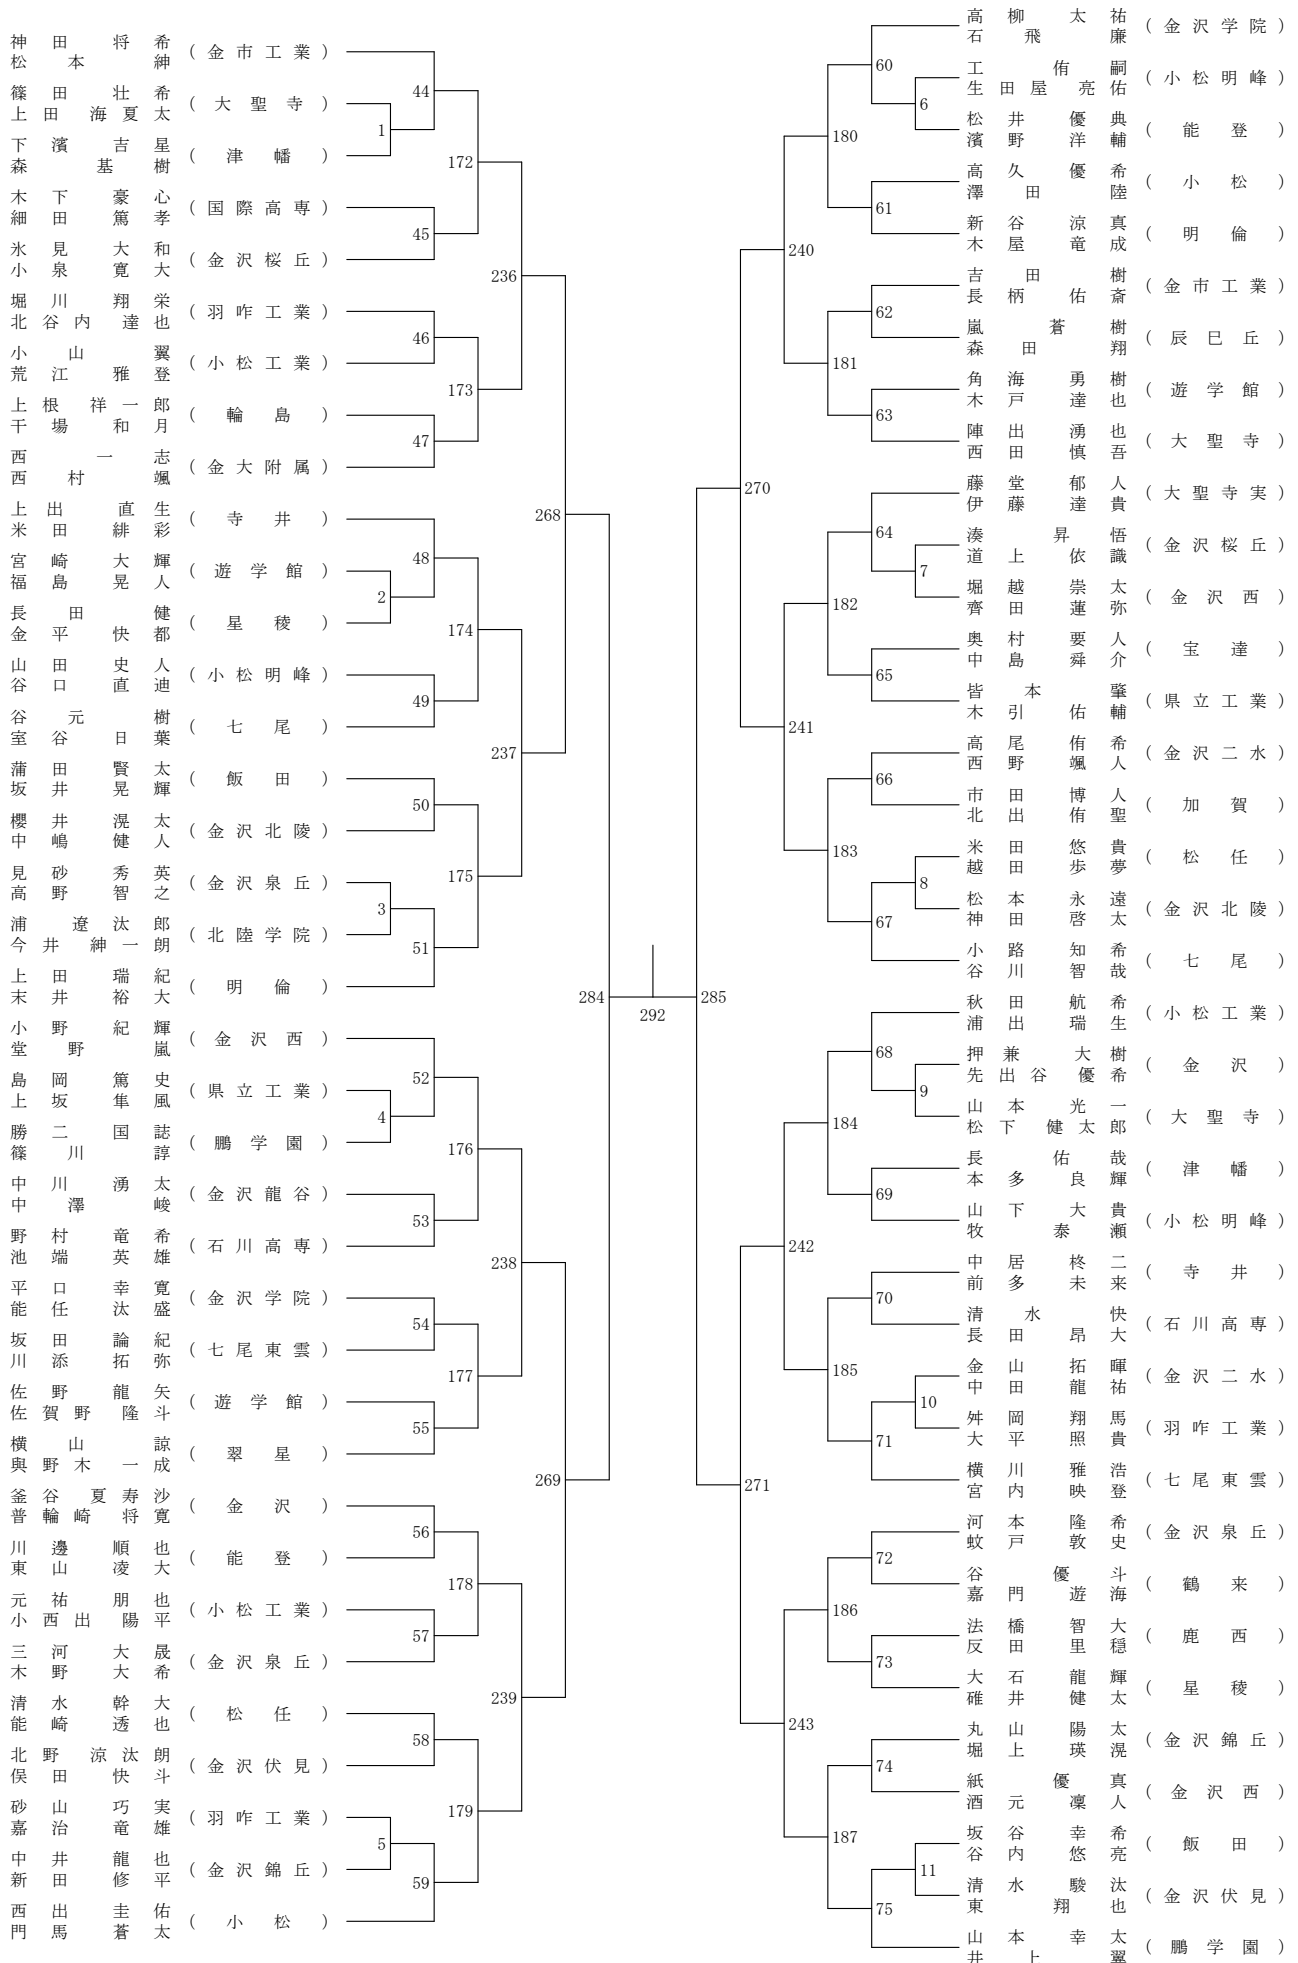 神田 将希
松本 紳
(金市工業)
篠田 壮希
上田 海夏太
(大聖寺)
下濱 吉星
森 基樹
(津幡)
木下 豪心
細田 篤孝
(国際高専)
氷見 大和
小泉 寛大
(金沢桜丘)
堀川 翔栄
北谷内 達也
(羽咋工業)
小山 翼
荒江 雅登
(小松工業)
上根 祥一郎
干場 和月
(輪島)
西 一志
西村 颯
(金大附属)
上出 直生
米田 緋彩
(寺井)
宮崎 大輝
福島 晃人
(遊学館)
長田 健
金平 快都
(星稜)
山田 史人
谷口 直迪
(小松明峰)
谷元 樹
室谷 日葉
(七尾)
蒲田 賢太
坂井 晃輝
(飯田)
櫻井 滉太
中嶋 健人
(金沢北陵)
見砂 秀英
高野 智之
(金沢泉丘)
浦 遼汰郎
今井 紳一朗
(北陸学院)
上田 瑞紀
末井 裕大
(明倫)
小野 紀輝
堂野 嵐
(金沢西)
島岡 篤史
上坂 隼風
(県立工業)
勝二 国誌
篠川 諄
(鵬学園)
中川 湧太
中澤 峻
(金沢龍谷)
野村 竜希
池端 英雄
(石川高専)
平口 幸寛
能任 汰盛
(金沢学院)
坂田 論紀
川添 拓弥
(七尾東雲)
佐野 龍矢
佐賀野 隆斗
(遊学館)
横山 諒
與野木 一成
(翠星)
釜谷 夏寿沙
普輪崎 将寛
(金沢)
川邊 順也
東山 凌大
(能登)
元祐 朋也
小西出 陽平
(小松工業)
三河 大晟
木野 大希
(金沢泉丘)
清水 幹大
能崎 透也
(松任)
北野 涼汰朗
俣田 快斗
(金沢伏見)
砂山 巧実
嘉治 竜雄
(羽咋工業)
中井 龍也
新田 修平
(金沢錦丘)
西出 圭佑
門馬 蒼太
(小松)
1
2
3
4
5
44
45
46
47
48
49
50
51
52
53
54
55
56
57
58
59
172
173
174
175
176
177
178
179
236
237
238
239
268
269
284
292
285
270
271
240
241
242
243
180
181
182
183
184
185
186
187
60
61
62
63
64
65
66
67
68
69
70
71
72
73
74
75
6
7
8
9
10
11
高柳 太祐
石飛 廉
(金沢学院)
工 侑嗣
生田屋 亮佑
(小松明峰)
松井 優典
濱野 洋輔
(能登)
高久 優希
澤田 陸
(小松)
新谷 涼真
木屋 竜成
(明倫)
吉田 樹
長柄 佑斎
(金市工業)
嵐 蒼樹
森田 翔
(辰巳丘)
角海 勇樹
木戸 達也
(遊学館)
陣出 湧也
西田 慎吾
(大聖寺)
藤堂 郁人
伊藤 達貴
(大聖寺実)
湊 昇悟
道上 依識
(金沢桜丘)
堀越 崇太
齊田 蓮弥
(金沢西)
奥村 要人
中島 舜介
(宝達)
皆本 肇
木引 佑輔
(県立工業)
高尾 侑希
西野 颯人
(金沢二水)
市田 博人
北出 侑聖
(加賀)
米田 悠貴
越田 歩夢
(松任)
松本 永遠
神田 啓太
(金沢北陵)
小路 知希
谷川 智哉
(七尾)
秋田 航希
浦出 瑞生
(小松工業)
押兼 大樹
先出谷 優希
(金沢)
山本 光一
松下 健太郎
(大聖寺)
長 佑哉
本多 良輝
(津幡)
山下 大貴
牧 泰瀬
(小松明峰)
中居 柊二
前多 未来
(寺井)
清水 快
長田 昂大
(石川高専)
金山 拓暉
中田 龍祐
(金沢二水)
舛岡 翔馬
大平 照貴
(羽咋工業)
横川 雅浩
宮内 映登
(七尾東雲)
河本 隆希
蚊戸 敦史
(金沢泉丘)
谷 優斗
嘉門 遊海
(鶴来)
法橋 智大
反田 里穏
(鹿西)
大石 龍輝
碓井 健太
(星稜)
丸山 陽太
堀上 瑛滉
(金沢錦丘)
紙 優真
酒元 凜人
(金沢西)
坂谷 幸希
谷内 悠亮
(飯田)
清水 駿汰
東 翔也
(金沢伏見)
山本 幸太
井上 翼
(鵬学園)